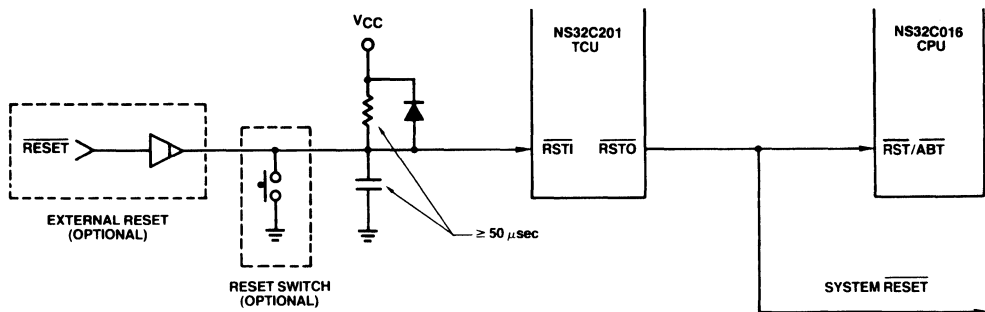 VCC
NS32C201
TCU
NS32C016
CPU
RESET
RSTI
RSTO
RST/ABT
EXTERNAL RESET
(OPTIONAL)
≥ 50 µsec
RESET SWITCH
(OPTIONAL)
SYSTEM RESET